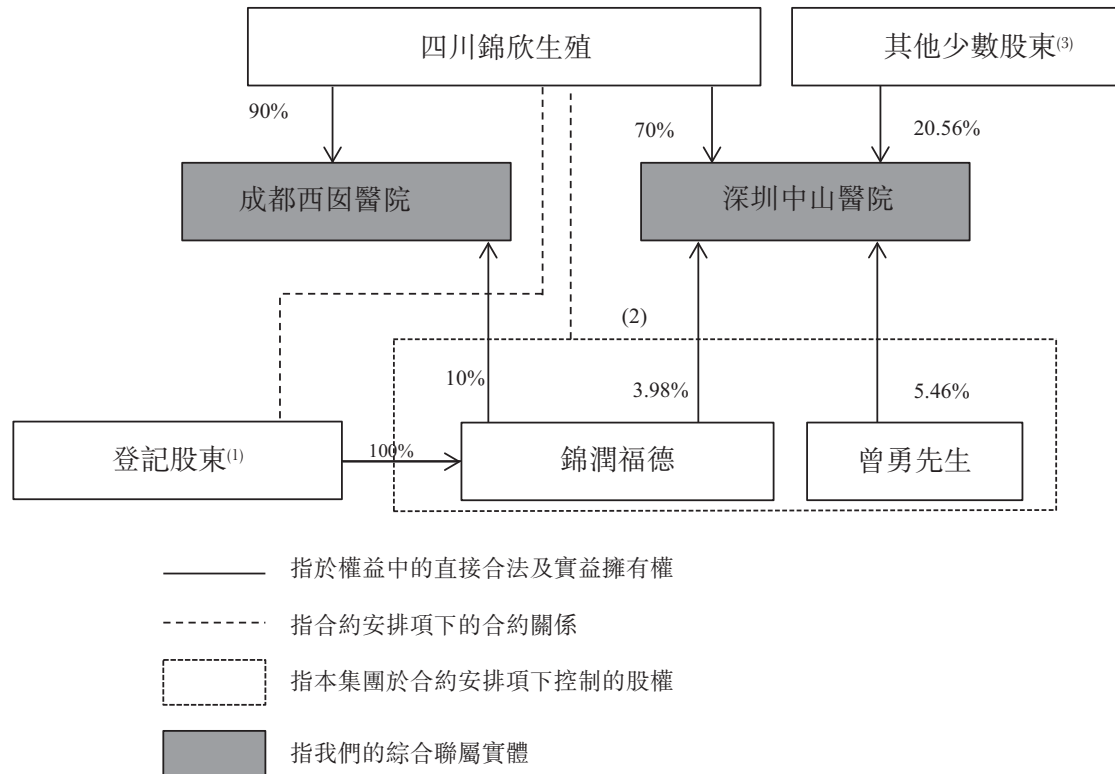 四川錦欣生殖
其他少數股東(3)
90%
70%
20.56%
成都西囡醫院
深圳中山醫院
(2)
10%
3.98%
5.46%
登記股東(1)
100%
錦潤福德
曾勇先生
指於權益中的直接合法及實益擁有權
指合約安排項下的合約關係
指本集團於合約安排項下控制的股權
指我們的綜合聯屬實體